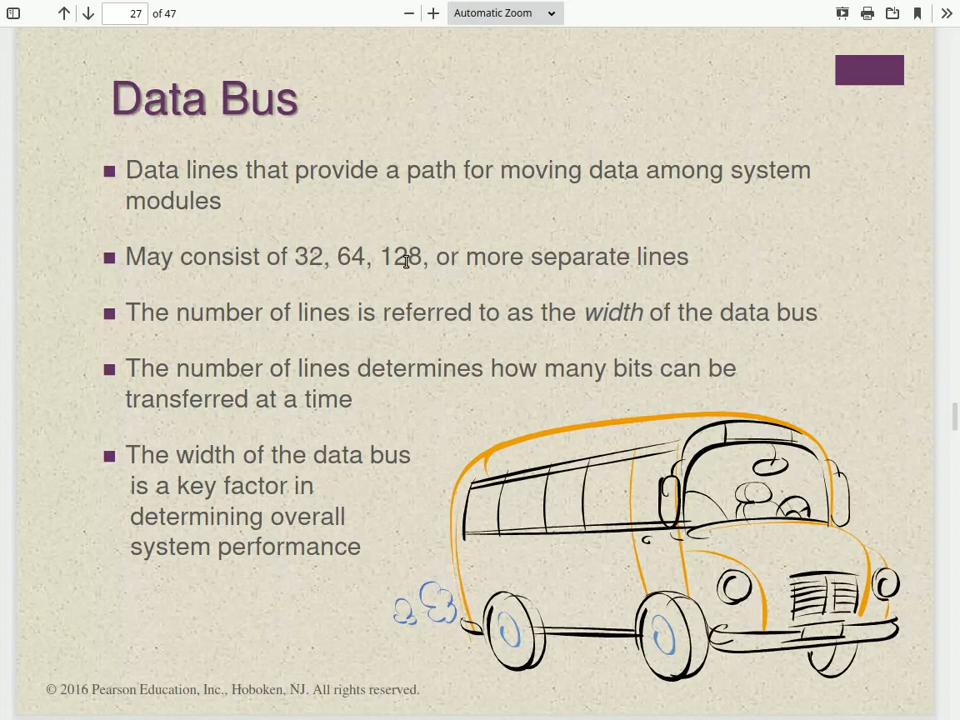 27 of 47 Automatic Zoom
Data Bus
Data lines that provide a path for moving data among system
modules
May consist of 32, 64, 128, or more separate lines
The number of lines is referred to as the width of the data bus
The number of lines determines how many bits can be
transferred at a time
The width of the data bus
is a key factor in
determining overall
system performance
© 2016 Pearson Education, Inc., Hoboken, NJ. All rights reserved.